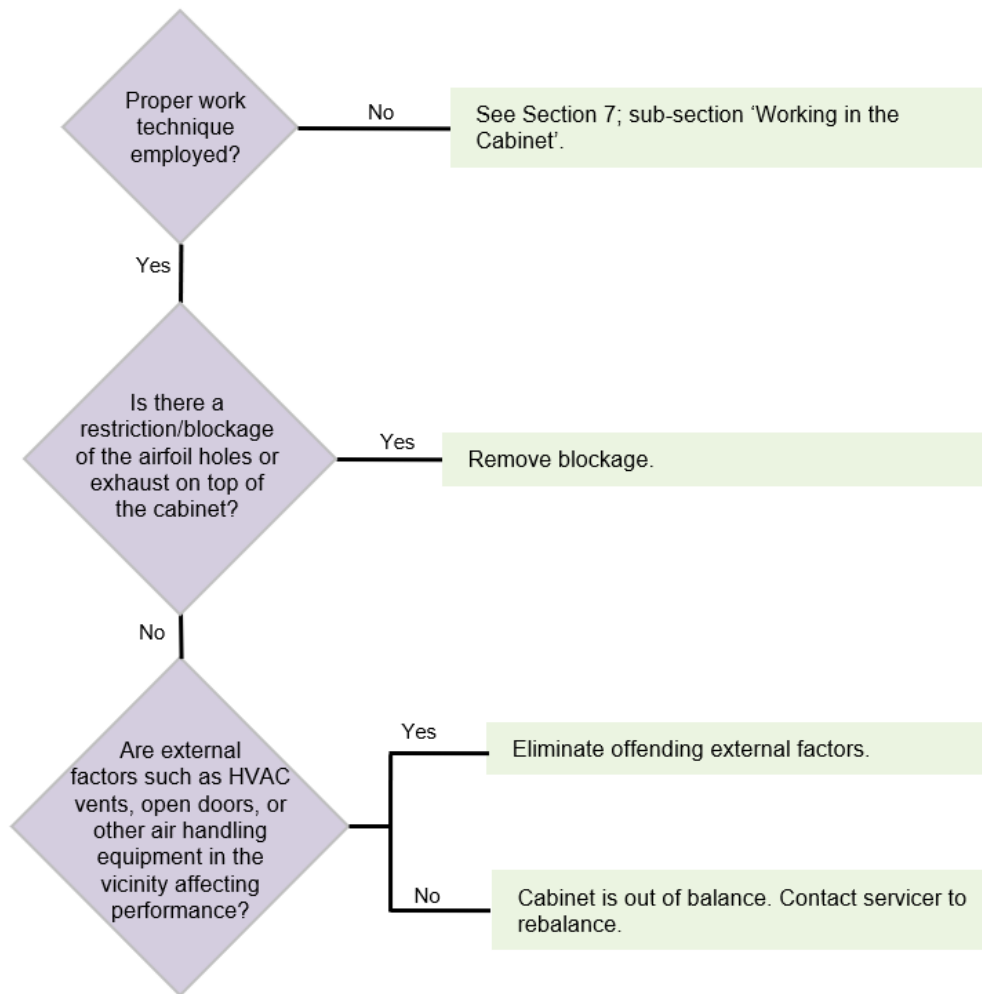 Proper work
technique
employed?
No
See Section 7; sub-section ‘Working in the
Cabinet’.
Yes
Is there a
restriction/blockage
of the airfoil holes or
exhaust on top of
the cabinet?
Yes
Remove blockage.
No
Are external
factors such as HVAC
vents, open doors, or
other air handling
equipment in the
vicinity affecting
performance?
Yes
Eliminate offending external factors.
No
Cabinet is out of balance. Contact servicer to
rebalance.